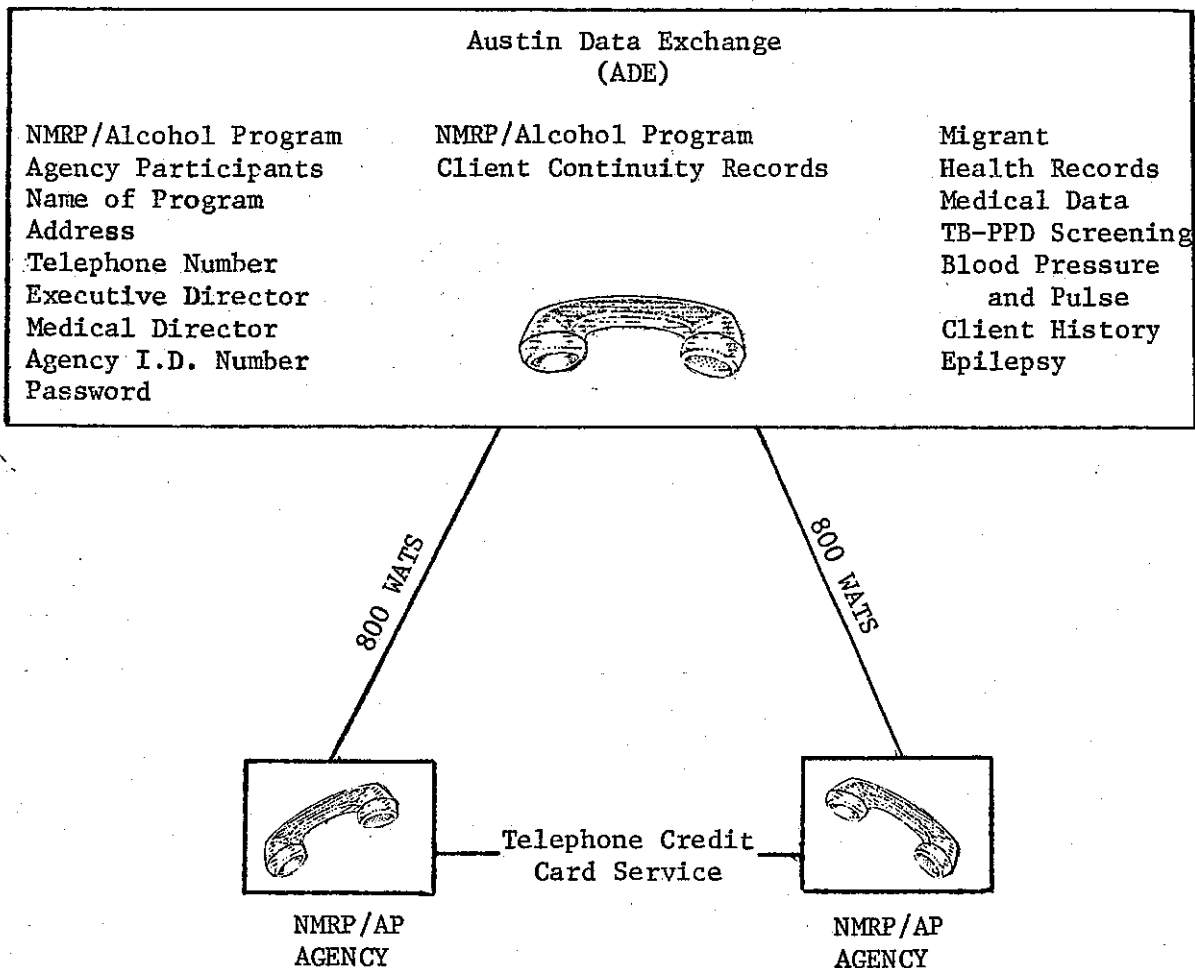 Austin Data Exchange
(ADE)
NMRP/Alcohol Program
Agency Participants
Name of Program
Address
Telephone Number
Executive Director
Medical Director
Agency I.D. Number
Password
NMRP/Alcohol Program
Client Continuity Records
Migrant
Health Records
Medical Data
TB-PPD Screening
Blood Pressure
and Pulse
Client History
Epilepsy
800 WATS
800 WATS
Telephone Credit
Card Service
NMRP/AP
AGENCY
NMRP/AP
AGENCY